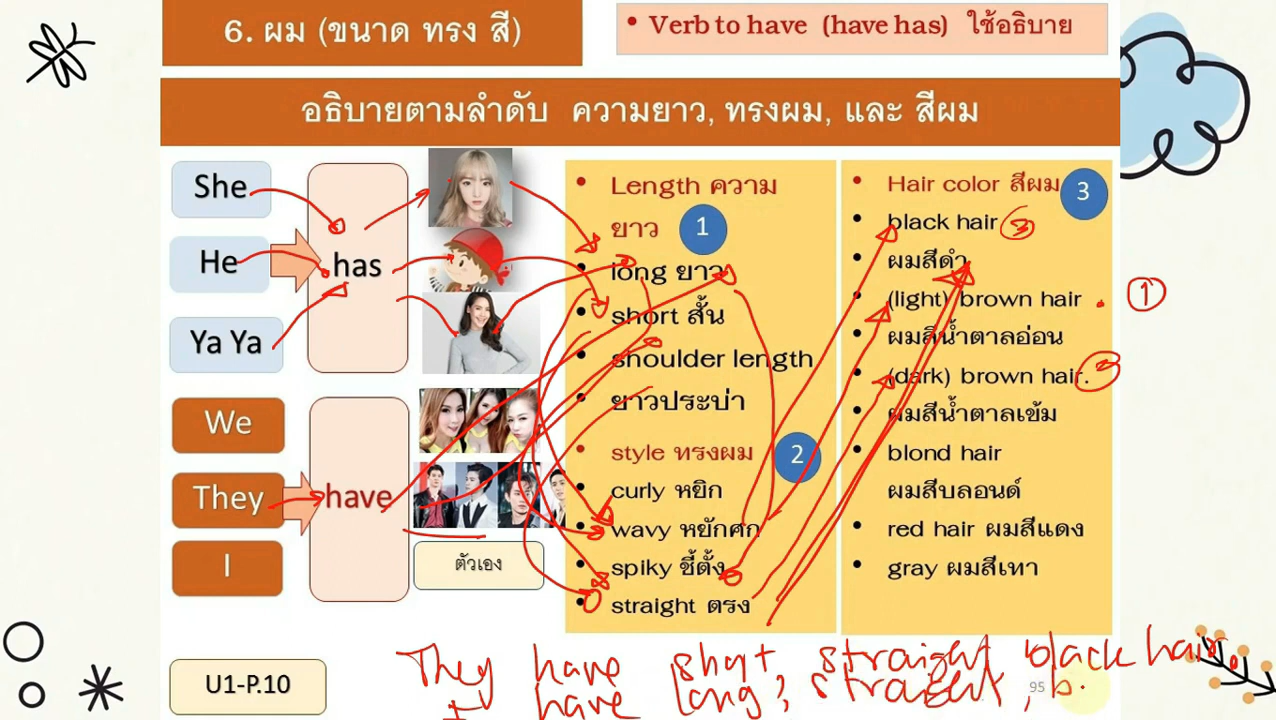 6. ผม (ขนาด ทรง สี)
• Verb to have (have has) ใช้อธิบาย
อธิบายตามลำดับ ความยาว, ทรงผม, และ สีผม
She
He
Ya Ya
has
We
They
I
have
ตัวเอง
• Length ความ
ยาว 1
• long ยาว
• short สั้น
• shoulder length
• ยาวประบ่า
• style ทรงผม 2
• curly หยิก
• wavy หยักศก
• spiky ชี้ตั้ง
• straight ตรง
• Hair color สีผม 3
• black hair
• ผมสีดำ
• (light) brown hair
• ผมสีน้ำตาลอ่อน
• (dark) brown hair.
• ผมสีน้ำตาลเข้ม
• blond hair
ผมสีบลอนด์
• red hair ผมสีแดง
• gray ผมสีเทา
1
They have short straight black hair.
I have long, straight, b.
U1-P.10
95